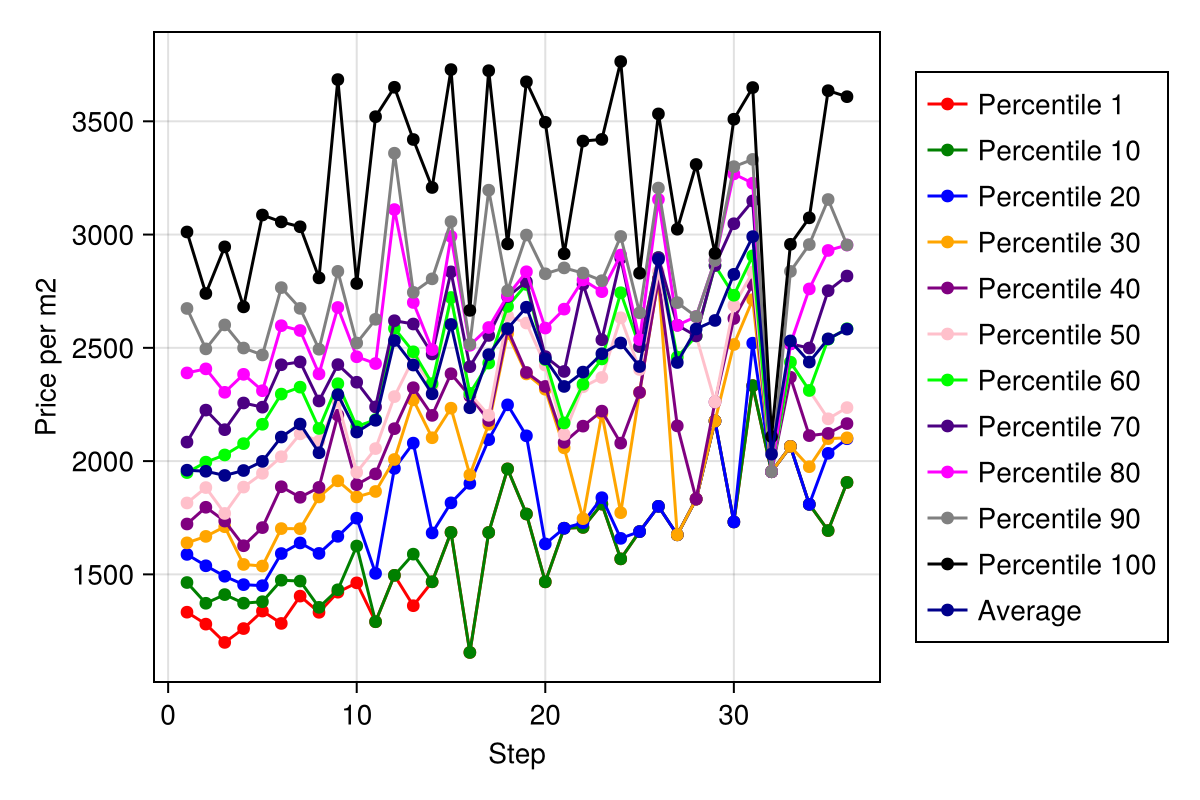 3500
3000
2500
2000
1500
Price per m2
0 10 20 30
Step
Percentile 1
Percentile 10
Percentile 20
Percentile 30
Percentile 40
Percentile 50
Percentile 60
Percentile 70
Percentile 80
Percentile 90
Percentile 100
Average